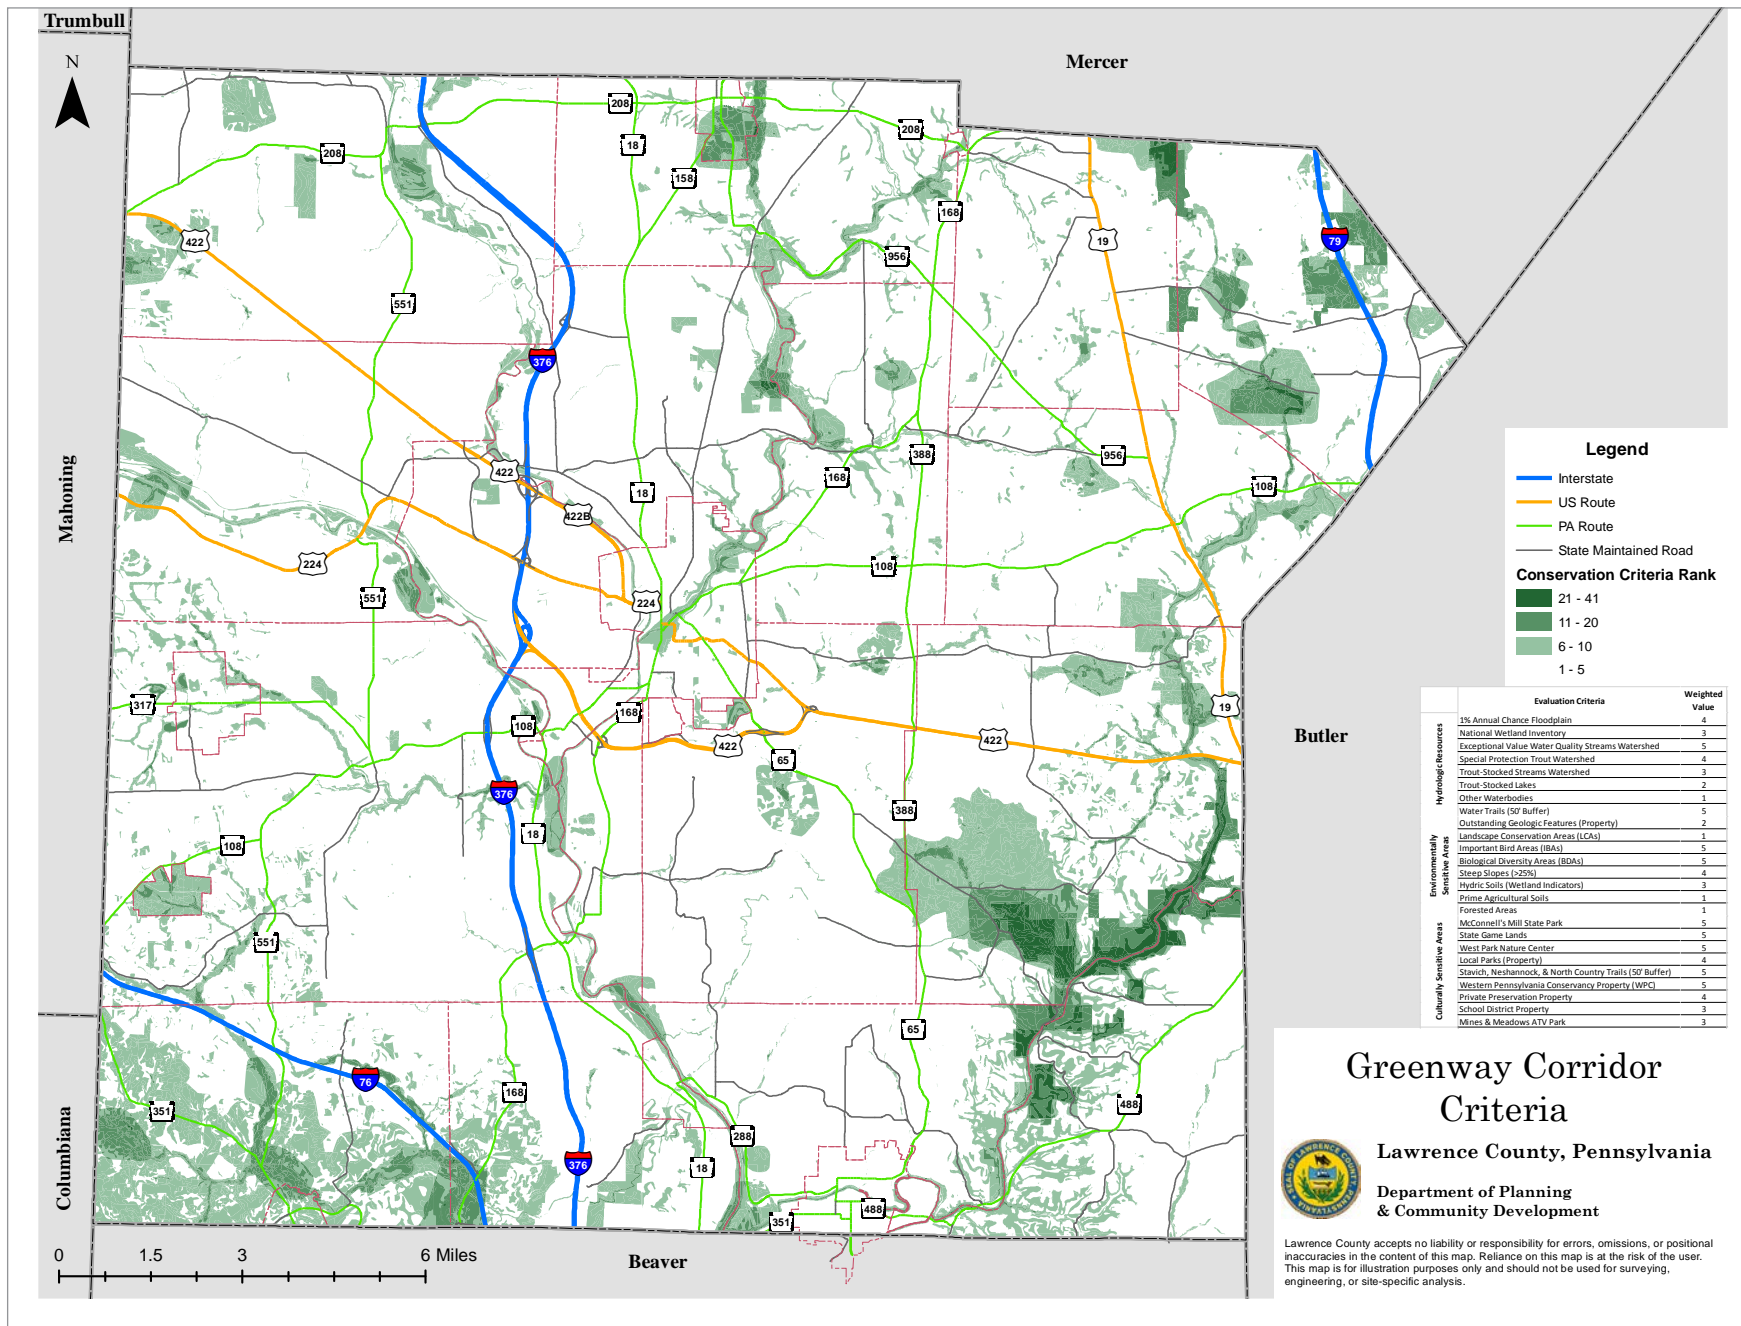 Trumbull
Mercer
N
208
18
208
208
158
168
422
19
79
956
551
376
Mahoning
422
18
168
388
956
108
422B
224
551
108
224
317
108
168
19
422
422
65
Butler
376
388
18
108
551
65
76
351
168
488
Columbiana
288
376
18
351
488
Beaver
0 1.5 3 6 Miles
Legend
Interstate
US Route
PA Route
State Maintained Road
Conservation Criteria Rank
21 - 41
11 - 20
6 - 10
1 - 5
Evaluation Criteria Weighted Value
Hydrologic Resources
1% Annual Chance Floodplain 4
National Wetland Inventory 3
Exceptional Value Water Quality Streams Watershed 5
Special Protection Trout Watershed 4
Trout-Stocked Streams Watershed 3
Trout-Stocked Lakes 2
Other Waterbodies 1
Water Trails (50' Buffer) 5
Environmentally Sensitive Areas
Outstanding Geologic Features (Property) 2
Landscape Conservation Areas (LCAs) 1
Important Bird Areas (IBAs) 5
Biological Diversity Areas (BDAs) 5
Steep Slopes (>25%) 4
Hydric Soils (Wetland Indicators) 3
Prime Agricultural Soils 1
Forested Areas 1
Culturally Sensitive Areas
McConnell's Mill State Park 5
State Game Lands 5
West Park Nature Center 5
Local Parks (Property) 4
Stavich, Neshannock, & North Country Trails (50' Buffer) 5
Western Pennsylvania Conservancy Property (WPC) 5
Private Preservation Property 4
School District Property 3
Mines & Meadows ATV Park 3
Greenway Corridor
Criteria
SEAL OF LAWRENCE COUNTY PENNSYLVANIA
Lawrence County, Pennsylvania
Department of Planning
& Community Development
Lawrence County accepts no liability or responsibility for errors, omissions, or positional
inaccuracies in the content of this map. Reliance on this map is at the risk of the user.
This map is for illustration purposes only and should not be used for surveying,
engineering, or site-specific analysis.